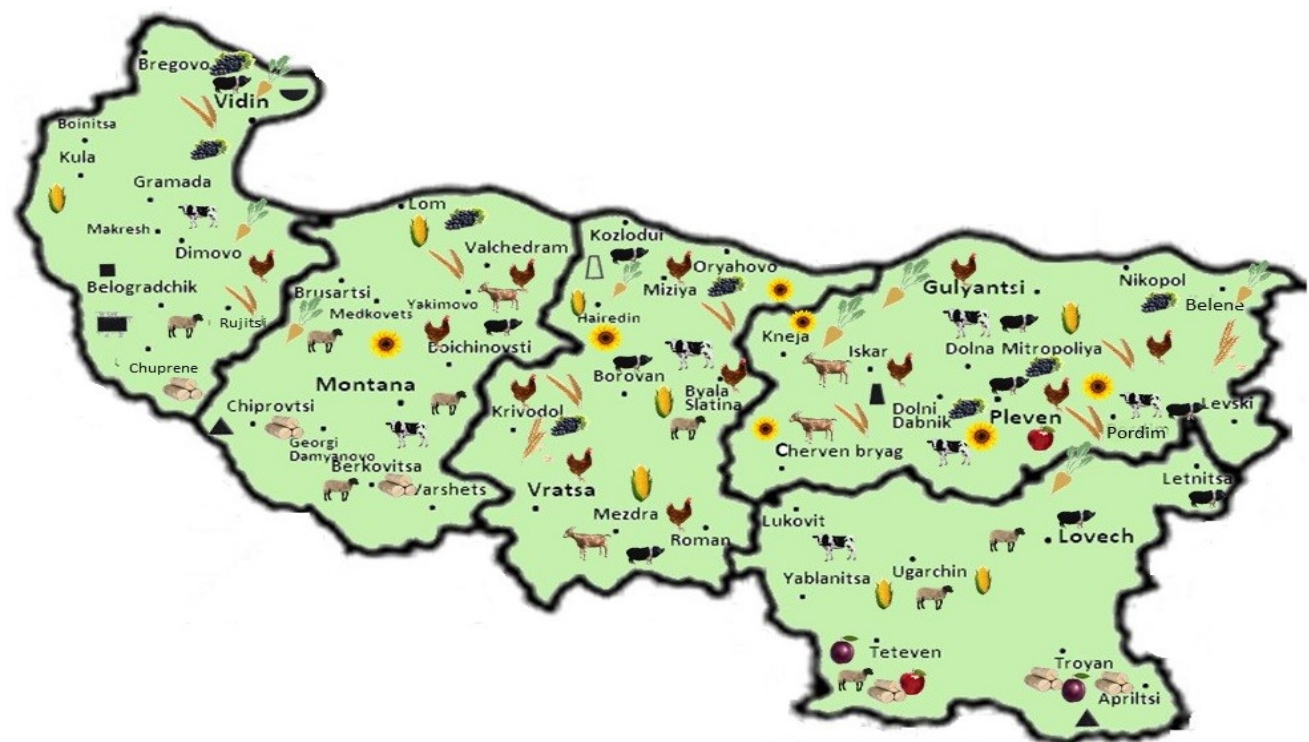 Bregovo
Vidin
Boinitsa
Kula
Gramada
Makresh
Dimovo
Belogradchik
Rujitsi
Chuprene
Lom
Valchedram
Brusartsi
Medkovets
Yakimovo
Boichinovsti
Montana
Chiprovtsi
Georgi
Damyanovo
Berkovitsa
Varshets
Kozlodui
Oryahovo
Miziya
Hairedin
Borovan
Byala
Slatina
Krivodol
Vratsa
Mezdra
Roman
Gulyantsi
Nikopol
Belene
Kneja
Iskar
Dolna Mitropoliya
Dolni
Dabnik
Pleven
Levski
Pordim
Cherven bryag
Letnitsa
Lukovit
Lovech
Yablanitsa
Ugarchin
Teteven
Troyan
Apriltsi